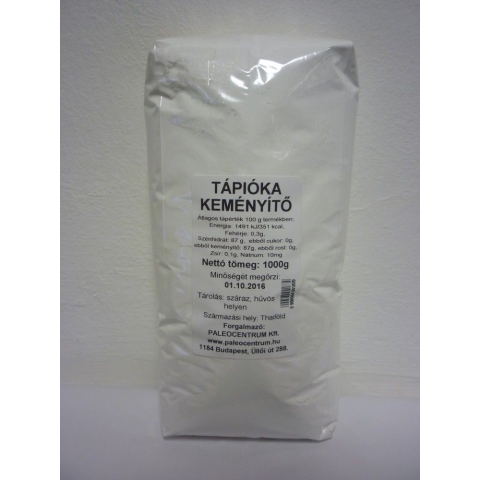 TÁPIÓKA
KEMÉNYÍTŐ
Átlagos tápérték 100 g termékben:
Energia: 1491 kJ/351 kcal,
Fehérje: 0,3g,
Szénhidrát: 87 g, ebből cukor: 0g,
ebből keményítő: 87g, ebből rost: 0g,
Zsír: 0,1g, Nátrium: 10mg
Nettó tömeg: 1000g
Minőségét megőrzi:
01.10.2016
Tárolás: száraz, hűvös
helyen
Származási hely: Thaiföld
Forgalmazó:
PALEOCENTRUM Kft.
www.paleocentrum.hu
1184 Budapest, Üllői út 288.